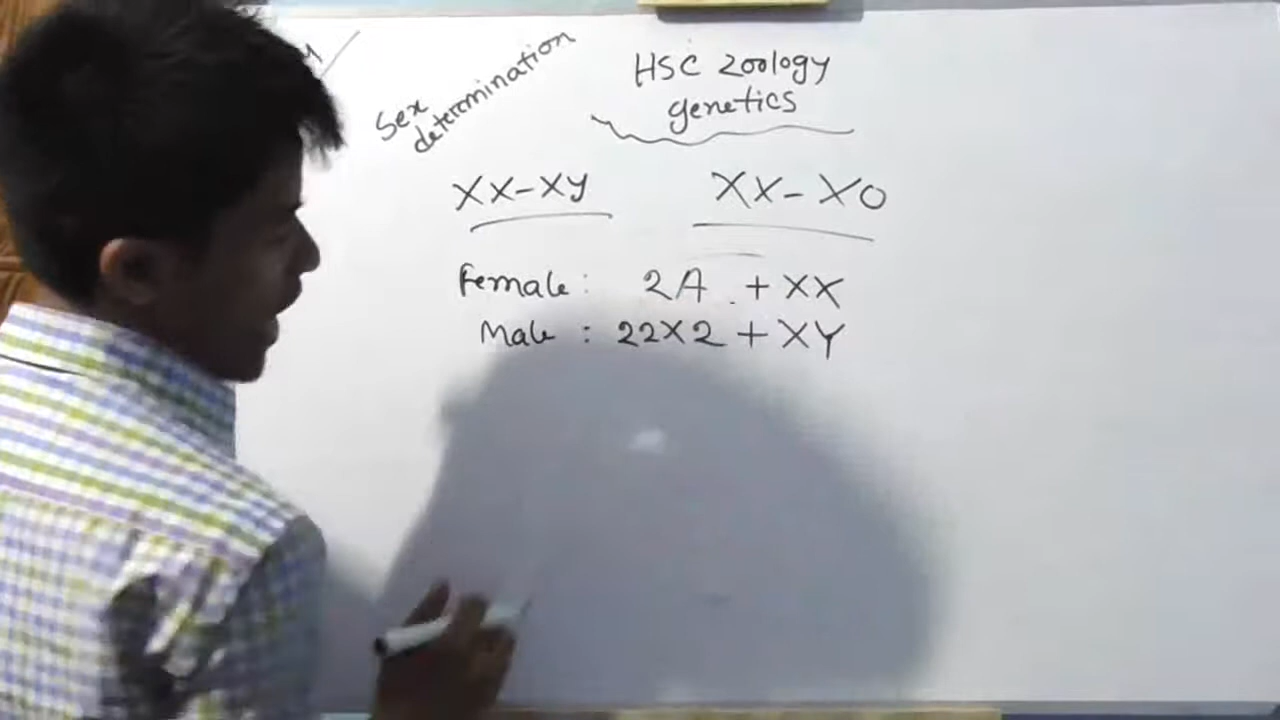 HSC zoology
genetics
Sex
determination
XX-XY
XX-XO
Female: 2A + XX
Male : 22X2 + XY